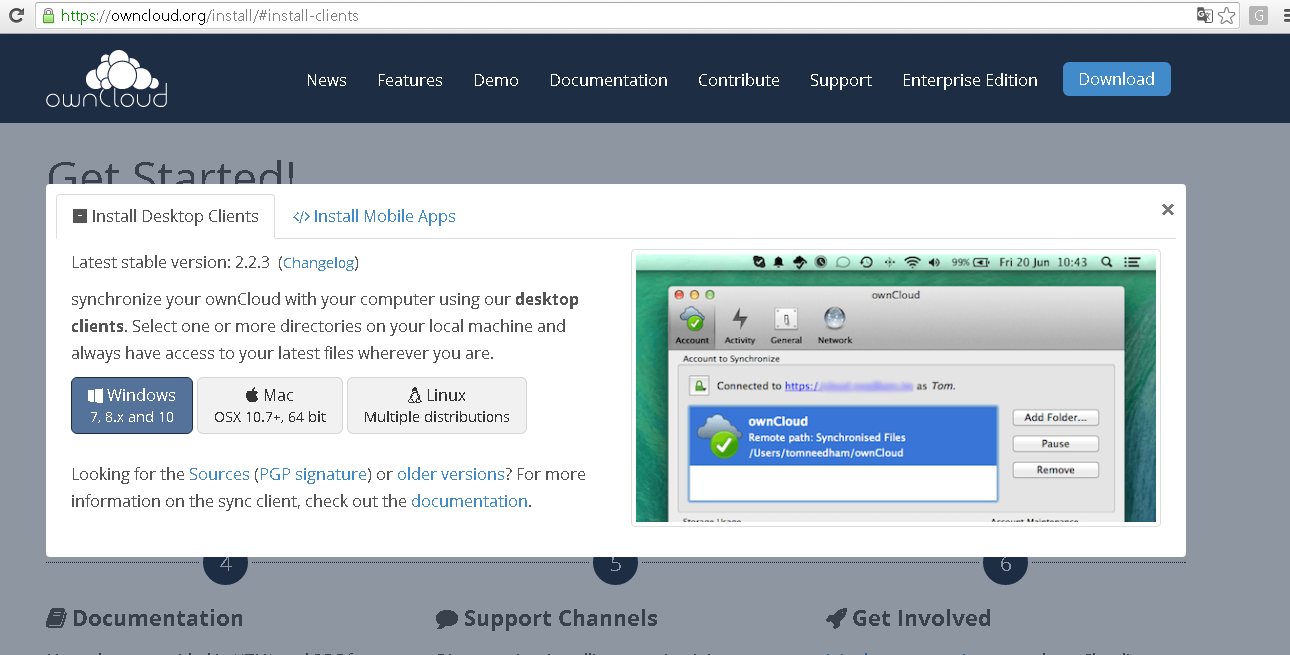 https://owncloud.org/install/#install-clients
G
ownCloud
News Features Demo Documentation Contribute Support Enterprise Edition Download
Get Started!
Install Desktop Clients </> Install Mobile Apps ×
Latest stable version: 2.2.3 (Changelog)
synchronize your ownCloud with your computer using our desktop
clients. Select one or more directories on your local machine and
always have access to your latest files wherever you are.
Windows
7, 8.x and 10
Mac
OSX 10.7+, 64 bit
Linux
Multiple distributions
Looking for the Sources (PGP signature) or older versions? For more
information on the sync client, check out the documentation.
99% Fri 20 Jun 10:43
ownCloud
Account Activity General Network
Account to Synchronize
Connected to https:/ as Tom.
ownCloud
Remote path: Synchronised Files
/Users/tomneedham/ownCloud
Add Folder...
Pause
Remove
Storage Usage Account Maintenance
4 5 6
Documentation Support Channels Get Involved